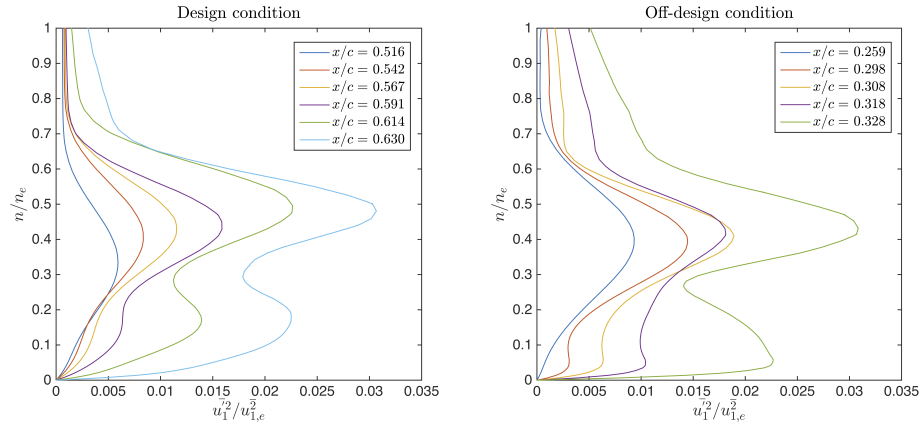 Design condition
1
0.9
0.8
0.7
0.6
0.5
0.4
0.3
0.2
0.1
0
n/n_e
0 0.005 0.01 0.015 0.02 0.025 0.03 0.035
u_1'^2/u_{1,e}^2
x/c = 0.516
x/c = 0.542
x/c = 0.567
x/c = 0.591
x/c = 0.614
x/c = 0.630
Off-design condition
1
0.9
0.8
0.7
0.6
0.5
0.4
0.3
0.2
0.1
0
n/n_e
0 0.005 0.01 0.015 0.02 0.025 0.03 0.035
u_1'^2/u_{1,e}^2
x/c = 0.259
x/c = 0.298
x/c = 0.308
x/c = 0.318
x/c = 0.328